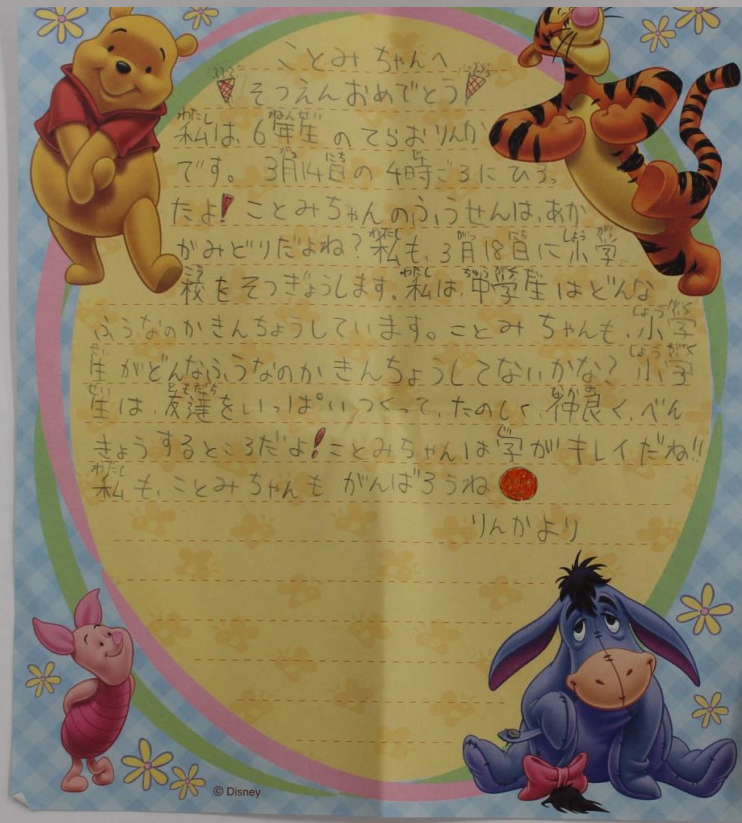 ことみちゃんへ
そつえんおめでとう
私は、6年生のてらおりんか
です。3月14日の4時ごろにひろっ
たよ!ことみちゃんのふうせんは、あか
がみどりだよね?私も、3月18日に小学
校をそつぎょうします。私は、中学生はどんな
ふうなのかきんちょうしています。ことみちゃんも、小学
生がどんなふうなのかきんちょうしてないかな?小学
生は、友達をいっぱいつくって、たのしく、仲良く、べん
きょうするところだよ!ことみちゃんは字がキレイだね!!
私も、ことみちゃんもがんばろうね
りんかより
© Disney